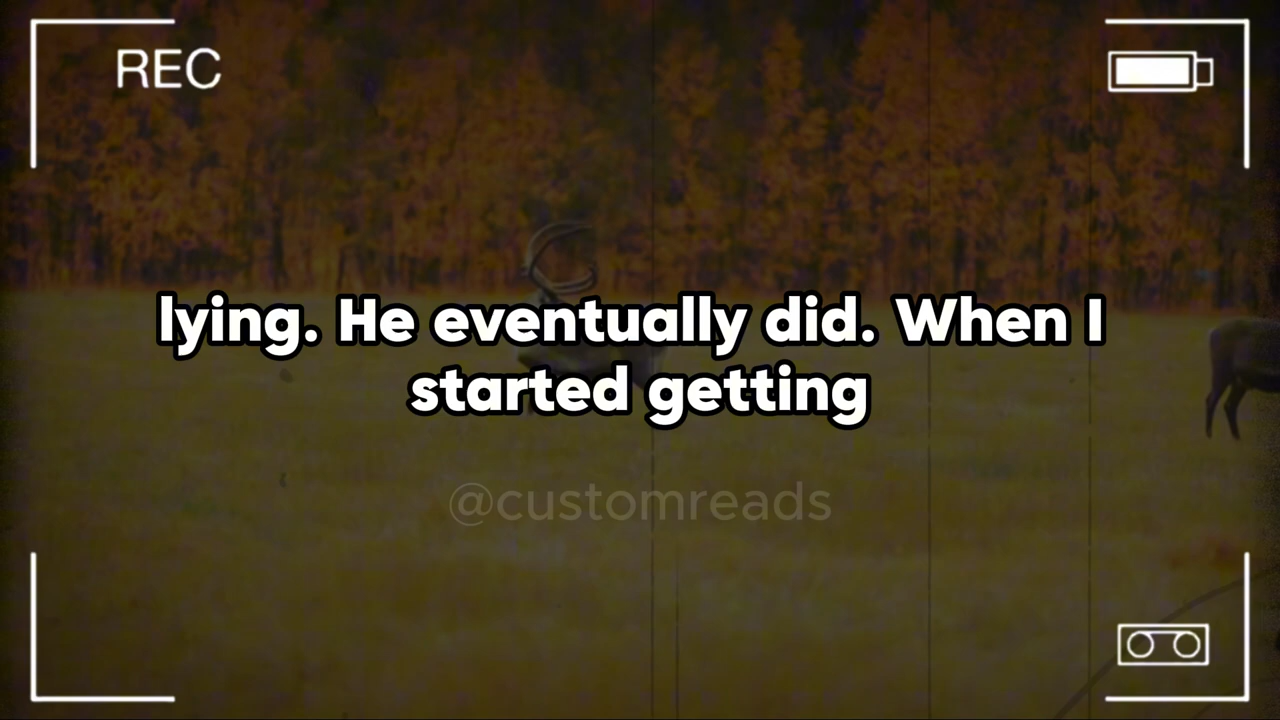 REC
lying. He eventually did. When I
started getting
@customreads